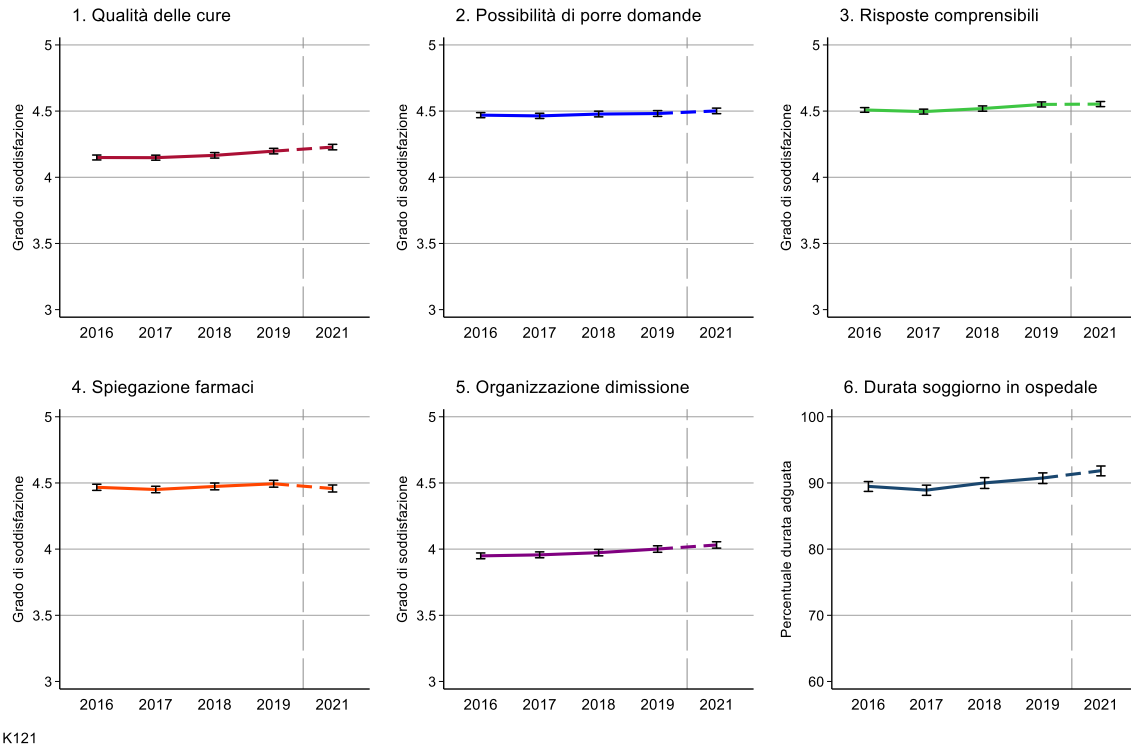 1. Qualità delle cure
Grado di soddisfazione
5
4.5
4
3.5
3
2016 2017 2018 2019 2021
2. Possibilità di porre domande
Grado di soddisfazione
5
4.5
4
3.5
3
2016 2017 2018 2019 2021
3. Risposte comprensibili
Grado di soddisfazione
5
4.5
4
3.5
3
2016 2017 2018 2019 2021
4. Spiegazione farmaci
Grado di soddisfazione
5
4.5
4
3.5
3
2016 2017 2018 2019 2021
5. Organizzazione dimissione
Grado di soddisfazione
5
4.5
4
3.5
3
2016 2017 2018 2019 2021
6. Durata soggiorno in ospedale
Percentuale durata adguata
100
90
80
70
60
2016 2017 2018 2019 2021
K121